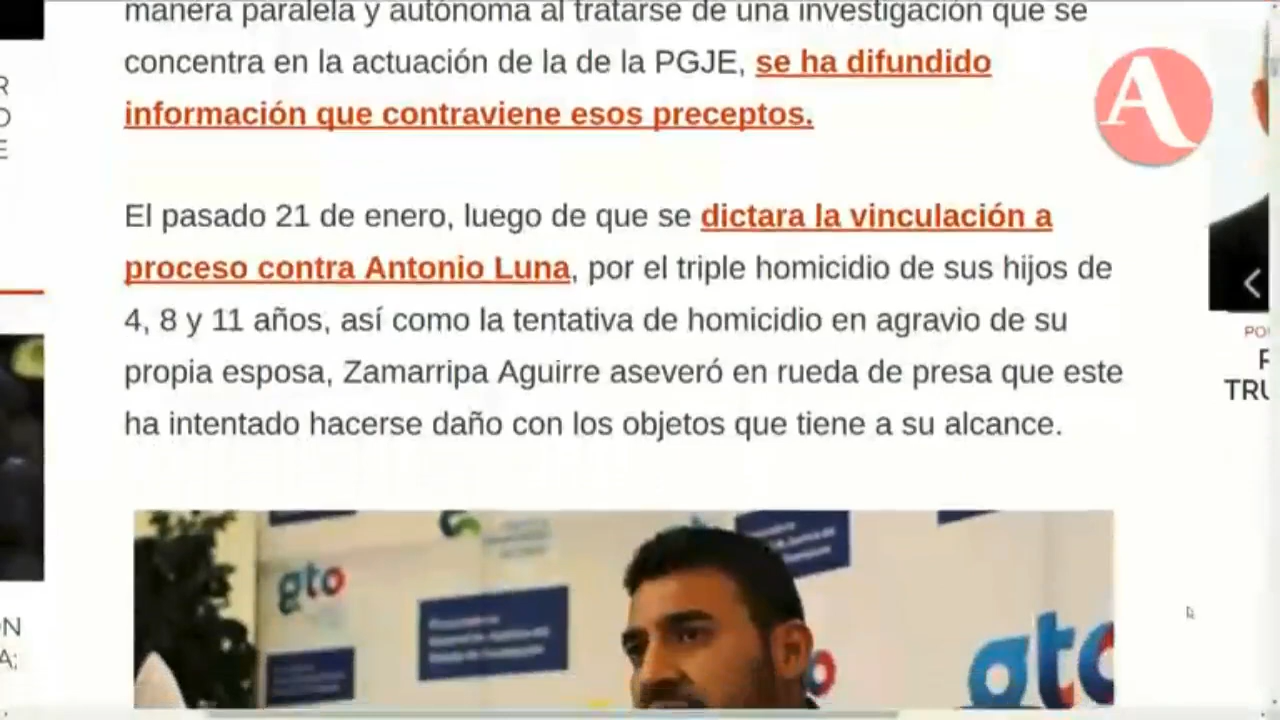 manera paralela y autónoma al tratarse de una investigación que se
concentra en la actuación de la de la PGJE, se ha difundido
información que contraviene esos preceptos.
El pasado 21 de enero, luego de que se dictara la vinculación a
proceso contra Antonio Luna, por el triple homicidio de sus hijos de
4, 8 y 11 años, así como la tentativa de homicidio en agravio de su
propia esposa, Zamarripa Aguirre aseveró en rueda de presa que este
ha intentado hacerse daño con los objetos que tiene a su alcance.
A
gto
gto